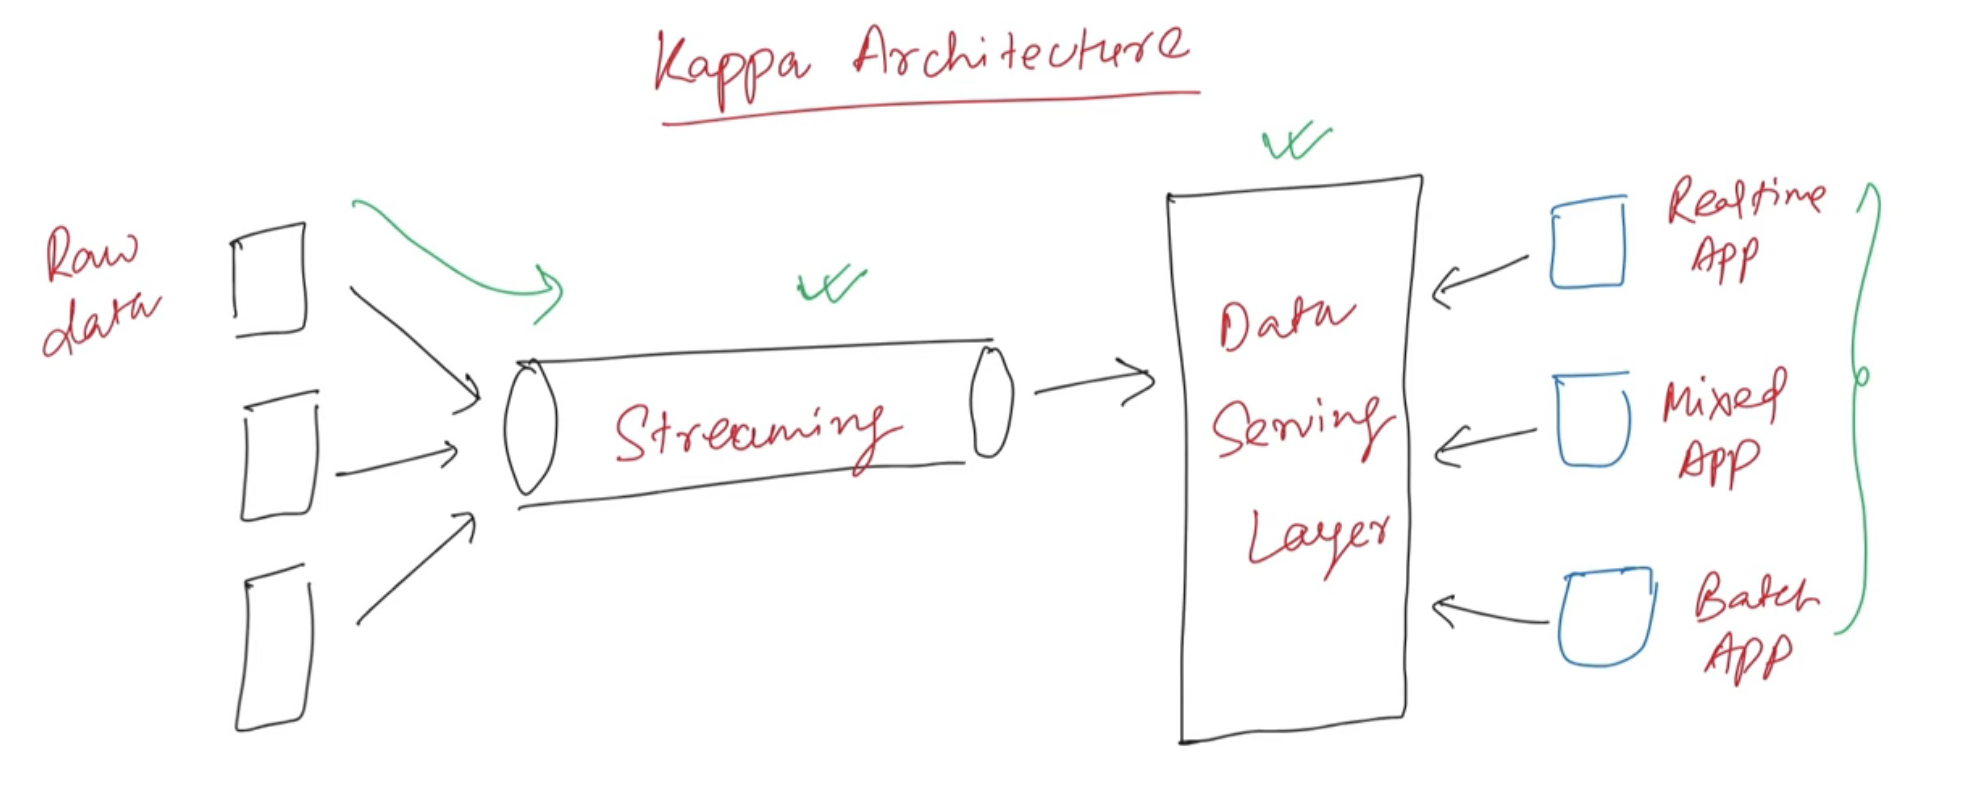 Kappa Architecture
Raw
data
Streaming
Data
Serving
Layer
Realtime
APP
Mixed
APP
Batch
APP